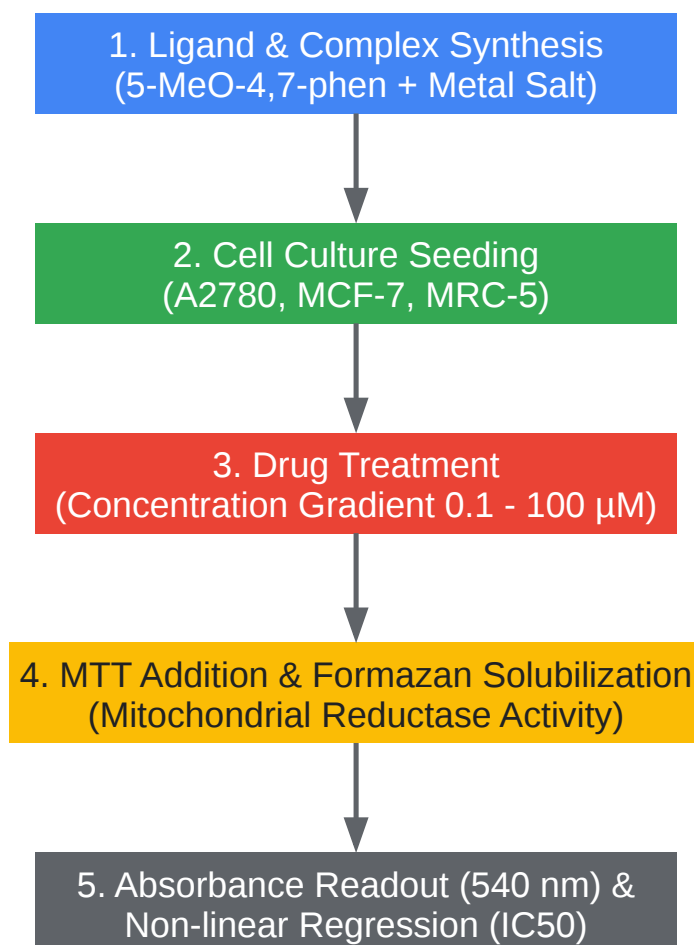 1. Ligand & Complex Synthesis
(5-MeO-4,7-phen + Metal Salt)
2. Cell Culture Seeding
(A2780, MCF-7, MRC-5)
3. Drug Treatment
(Concentration Gradient 0.1 - 100 µM)
4. MTT Addition & Formazan Solubilization
(Mitochondrial Reductase Activity)
5. Absorbance Readout (540 nm) &
Non-linear Regression (IC50)